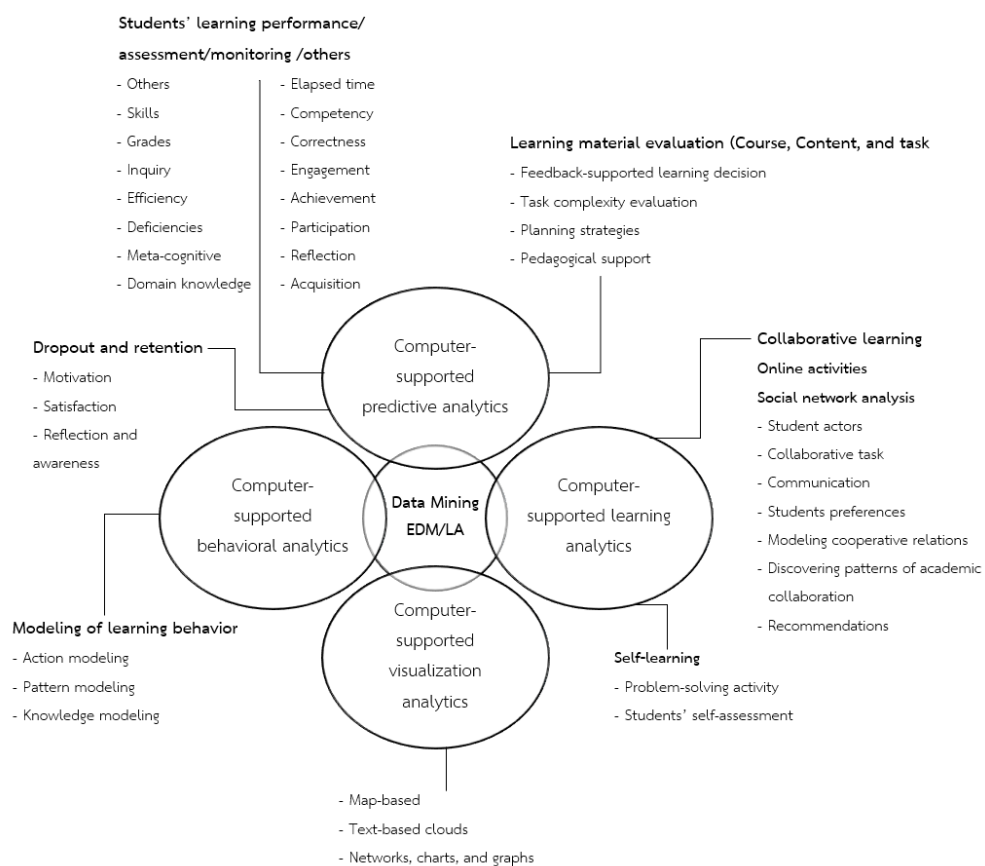 Students' learning performance/
assessment/monitoring /others
- Others
- Skills
- Grades
- Inquiry
- Efficiency
- Deficiencies
- Meta-cognitive
- Domain knowledge
- Elapsed time
- Competency
- Correctness
- Engagement
- Achievement
- Participation
- Reflection
- Acquisition
Learning material evaluation (Course, Content, and task
- Feedback-supported learning decision
- Task complexity evaluation
- Planning strategies
- Pedagogical support
Dropout and retention
- Motivation
- Satisfaction
- Reflection and
awareness
Computer-
supported
predictive analytics
Collaborative learning
Online activities
Social network analysis
- Student actors
- Collaborative task
- Communication
- Students preferences
- Modeling cooperative relations
- Discovering patterns of academic
collaboration
- Recommendations
Computer-
supported
behavioral analytics
Data Mining
EDM/LA
Computer-
supported learning
analytics
Modeling of learning behavior
- Action modeling
- Pattern modeling
- Knowledge modeling
Computer-
supported
visualization
analytics
Self-learning
- Problem-solving activity
- Students' self-assessment
- Map-based
- Text-based clouds
- Networks, charts, and graphs